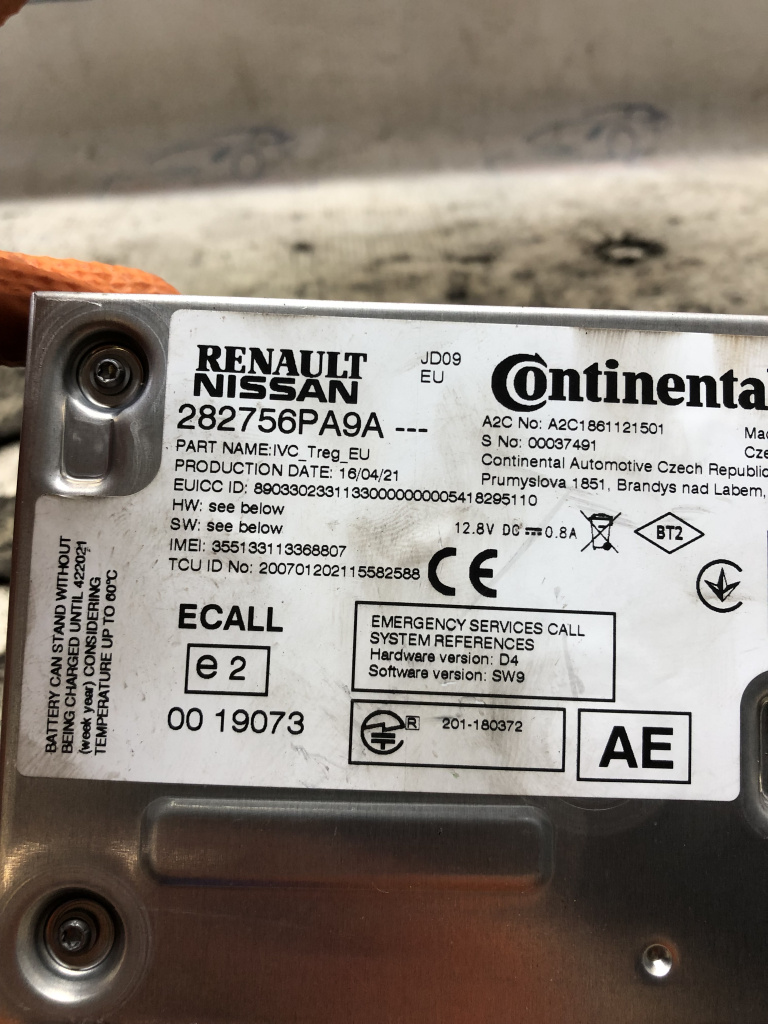 RENAULT
NISSAN
JD09
EU
Continental
282756PA9A ---
A2C No: A2C1861121501
S No: 00037491
PART NAME:IVC_Treg_EU
PRODUCTION DATE: 16/04/21
Continental Automotive Czech Republic
Prumyslova 1851, Brandys nad Labem,
EUICC ID: 89033023311330000000005418295110
HW: see below
SW: see below
12.8V DC 0.8A
BT2
IMEI: 355133113368807
TCU ID No: 200701202115582588
CE
ECALL
e 2
00 19073
EMERGENCY SERVICES CALL
SYSTEM REFERENCES
Hardware version: D4
Software version: SW9
R 201-180372
AE
BATTERY CAN STAND WITHOUT
BEING CHARGED UNTIL 422021
(week year) CONSIDERING
TEMPERATURE UP TO 60°C